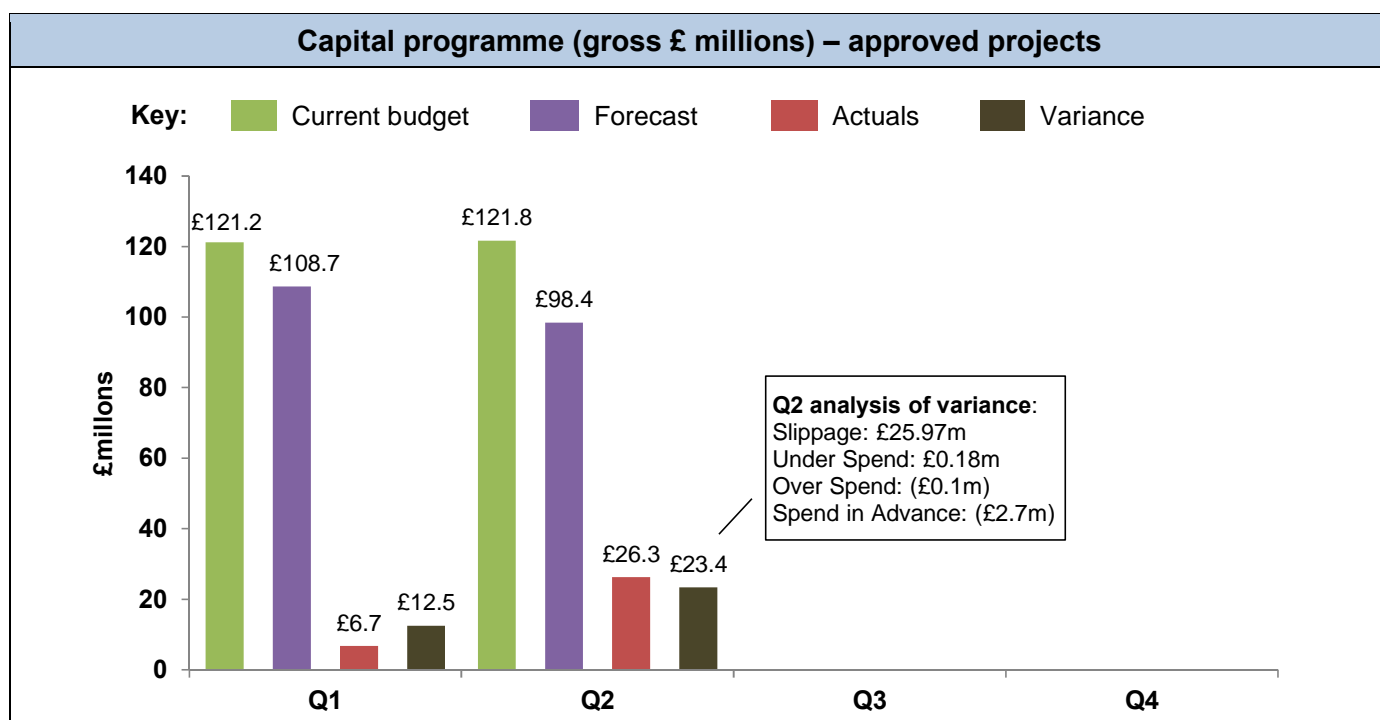 Capital programme (gross £ millions) – approved projects
Key: Current budget Forecast Actuals Variance
140
120
100
80
60
40
20
0
£millons
£121.2
£108.7
£6.7
£12.5
£121.8
£98.4
£26.3
£23.4
Q2 analysis of variance:
Slippage: £25.97m
Under Spend: £0.18m
Over Spend: (£0.1m)
Spend in Advance: (£2.7m)
Q1 Q2 Q3 Q4